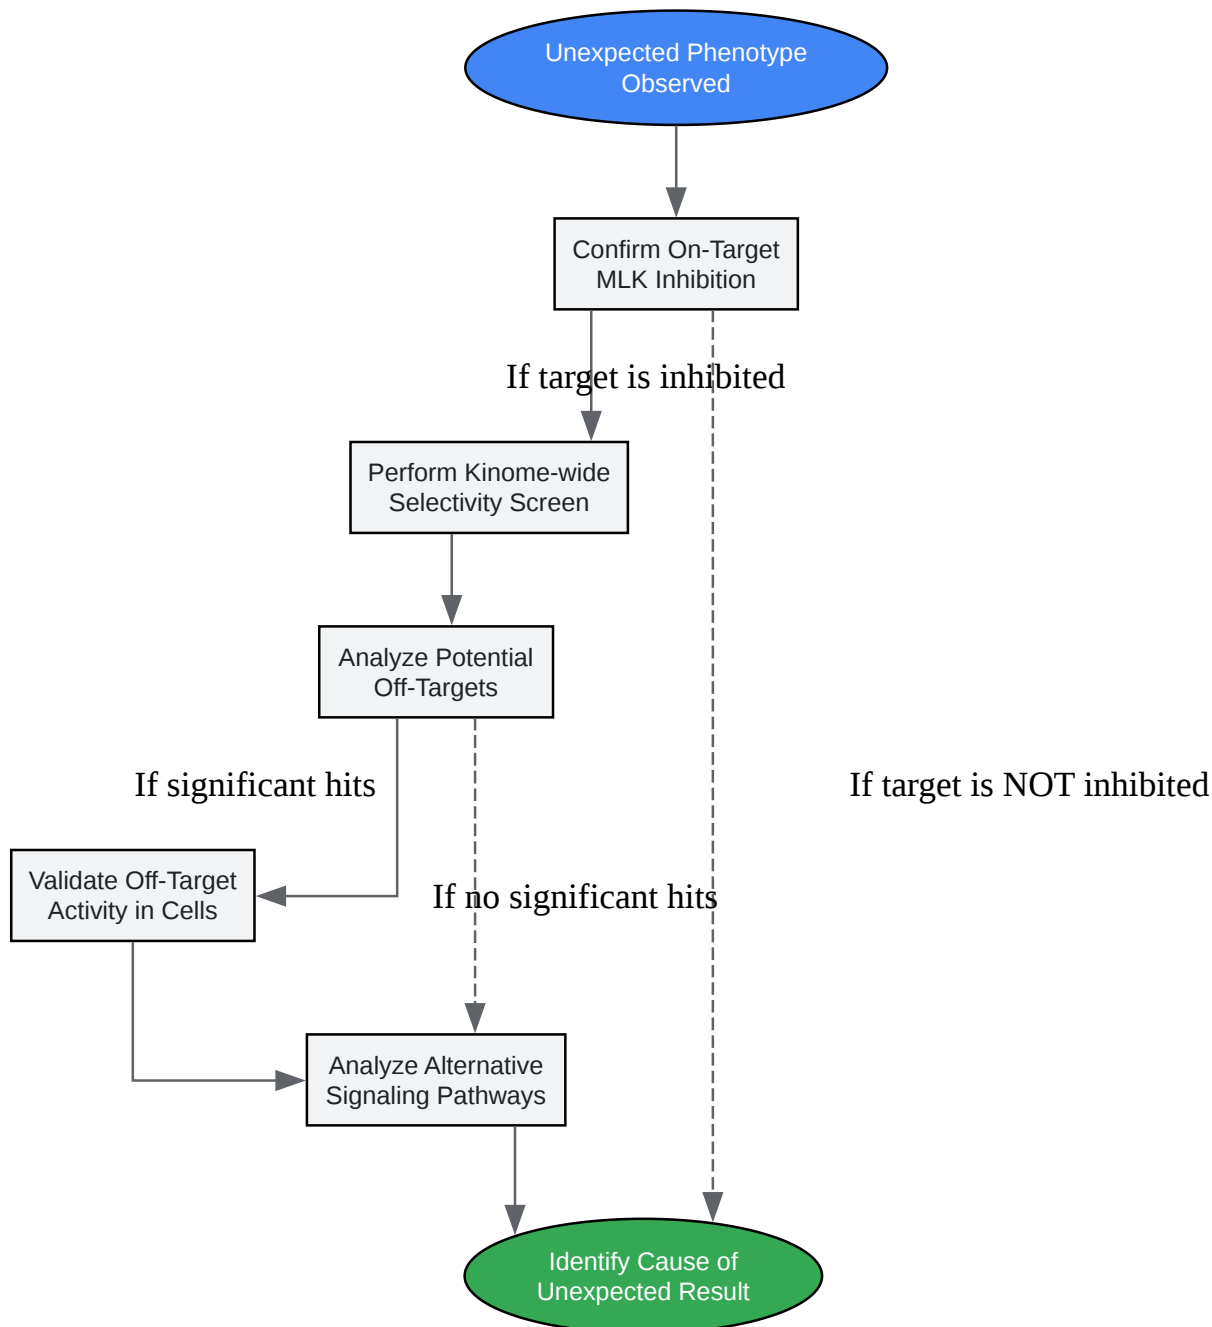 Unexpected Phenotype
Observed
Confirm On-Target
MLK Inhibition
If target is inhibited
Perform Kinome-wide
Selectivity Screen
Analyze Potential
Off-Targets
If significant hits
If target is NOT inhibited
Validate Off-Target
Activity in Cells
If no significant hits
Analyze Alternative
Signaling Pathways
Identify Cause of
Unexpected Result